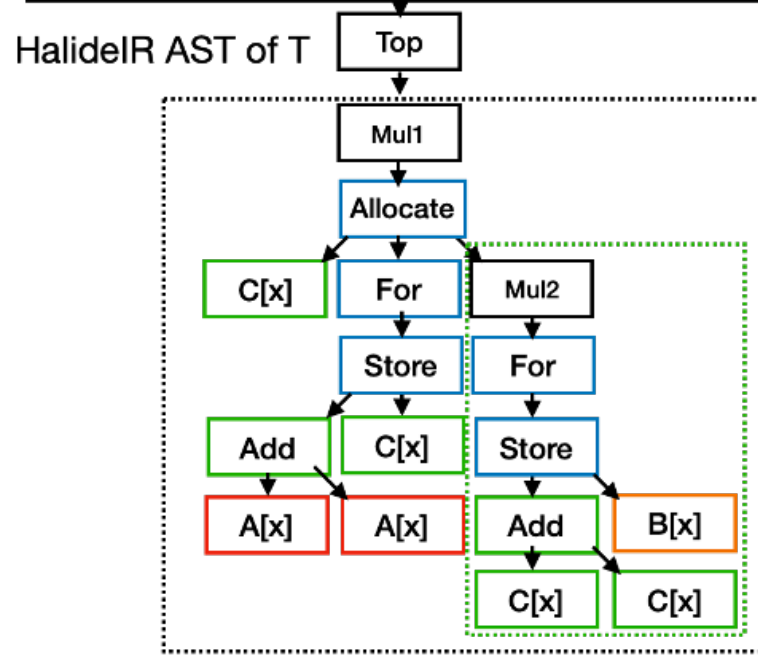 HalideIR AST of T
Top
Mul1
Allocate
C[x]
For
Mul2
Store
For
Add
C[x]
Store
A[x]
A[x]
Add
B[x]
C[x]
C[x]